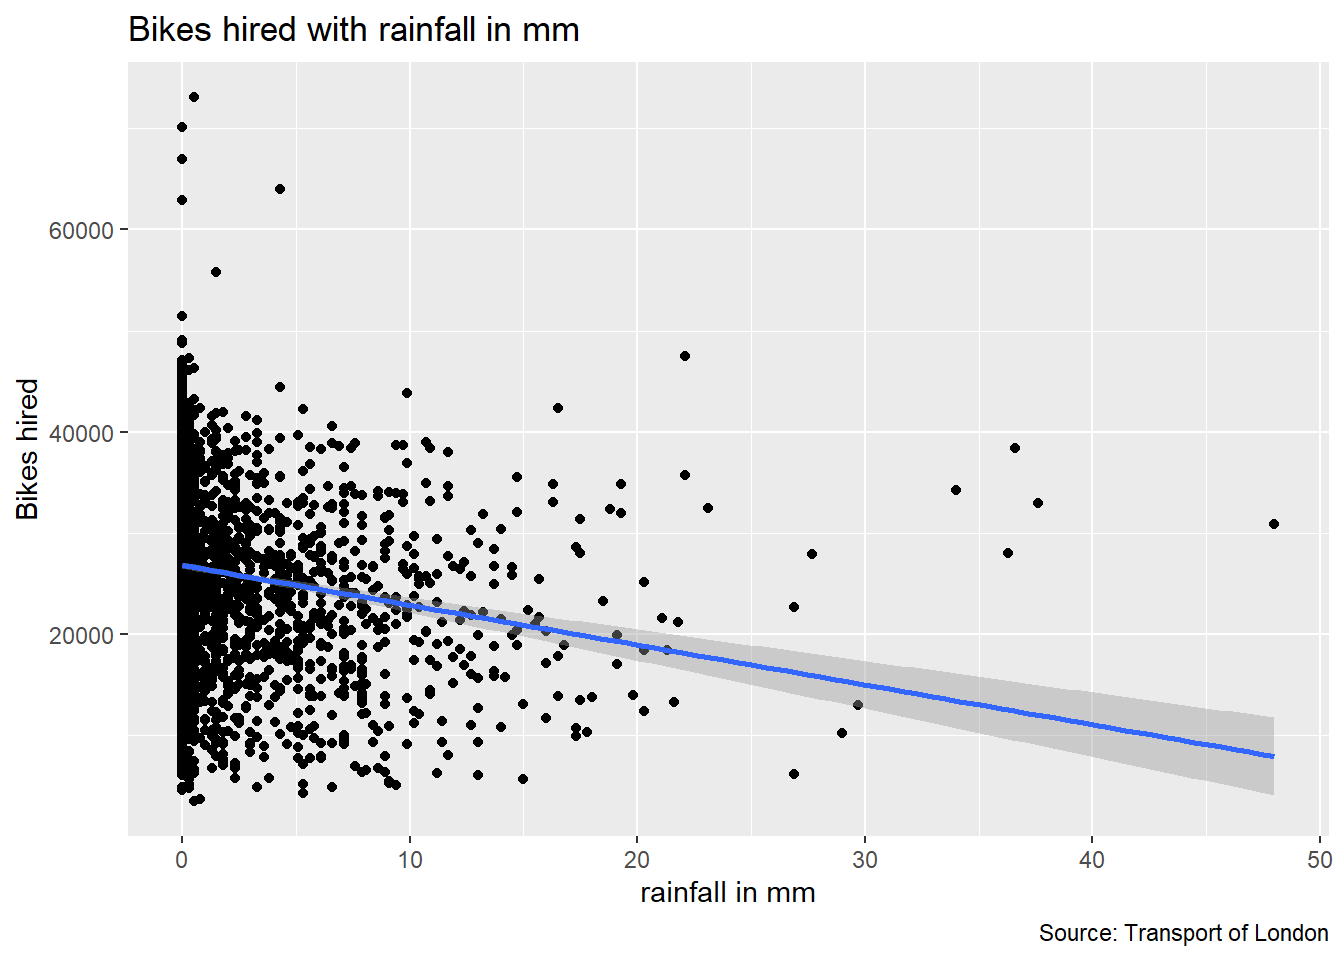 Bikes hired with rainfall in mm
Bikes hired
60000
40000
20000
0
10
20
30
40
50
rainfall in mm
Source: Transport of London